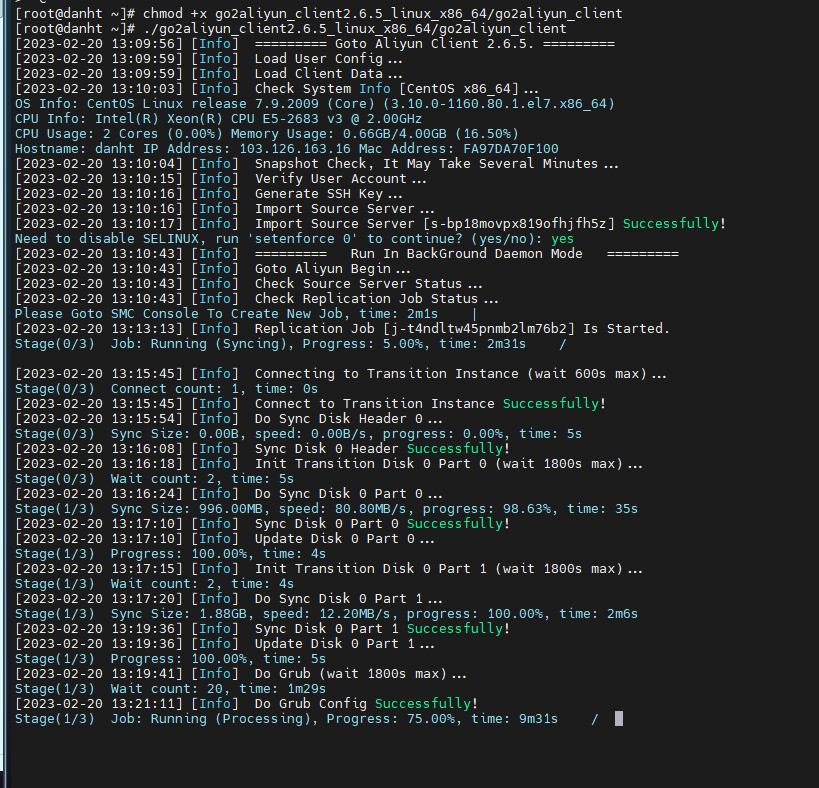 [root@danht ~]# chmod +x go2aliyun_client2.6.5_linux_x86_64/go2aliyun_client
[root@danht ~]# ./go2aliyun_client2.6.5_linux_x86_64/go2aliyun_client
[2023-02-20 13:09:56] [Info]  ========= Goto Aliyun Client 2.6.5. =========
[2023-02-20 13:09:59] [Info]  Load User Config...
[2023-02-20 13:09:59] [Info]  Load Client Data...
[2023-02-20 13:10:03] [Info]  Check System Info [CentOS x86_64]...
OS Info: CentOS Linux release 7.9.2009 (Core) (3.10.0-1160.80.1.el7.x86_64)
CPU Info: Intel(R) Xeon(R) CPU E5-2683 v3 @ 2.00GHz
CPU Usage: 2 Cores (0.00%) Memory Usage: 0.66GB/4.00GB (16.50%)
Hostname: danht IP Address: 103.126.163.16 Mac Address: FA97DA70F100
[2023-02-20 13:10:04] [Info]  Snapshot Check, It May Take Several Minutes...
[2023-02-20 13:10:15] [Info]  Verify User Account...
[2023-02-20 13:10:16] [Info]  Generate SSH Key...
[2023-02-20 13:10:16] [Info]  Import Source Server...
[2023-02-20 13:10:17] [Info]  Import Source Server [s-bp18movpx819ofhjfh5z] Successfully!
Need to disable SELINUX, run 'setenforce 0' to continue? (yes/no): yes
[2023-02-20 13:10:43] [Info]  =========   Run In BackGround Daemon Mode   =========
[2023-02-20 13:10:43] [Info]  Goto Aliyun Begin...
[2023-02-20 13:10:43] [Info]  Check Source Server Status...
[2023-02-20 13:10:43] [Info]  Check Replication Job Status...
Please Goto SMC Console To Create New Job, time: 2m1s    |
[2023-02-20 13:13:13] [Info]  Replication Job [j-t4ndltw45pnmb2lm76b2] Is Started.
Stage(0/3)  Job: Running (Syncing), Progress: 5.00%, time: 2m31s    /
[2023-02-20 13:15:45] [Info]  Connecting to Transition Instance (wait 600s max)...
Stage(0/3)  Connect count: 1, time: 0s
[2023-02-20 13:15:45] [Info]  Connect to Transition Instance Successfully!
[2023-02-20 13:15:54] [Info]  Do Sync Disk Header 0...
Stage(0/3)  Sync Size: 0.00B, speed: 0.00B/s, progress: 0.00%, time: 5s
[2023-02-20 13:16:08] [Info]  Sync Disk 0 Header Successfully!
[2023-02-20 13:16:18] [Info]  Init Transition Disk 0 Part 0 (wait 1800s max)...
Stage(0/3)  Wait count: 2, time: 5s
[2023-02-20 13:16:24] [Info]  Do Sync Disk 0 Part 0...
Stage(1/3)  Sync Size: 996.00MB, speed: 80.80MB/s, progress: 98.63%, time: 35s
[2023-02-20 13:17:10] [Info]  Sync Disk 0 Part 0 Successfully!
[2023-02-20 13:17:10] [Info]  Update Disk 0 Part 0...
Stage(1/3)  Progress: 100.00%, time: 4s
[2023-02-20 13:17:15] [Info]  Init Transition Disk 0 Part 1 (wait 1800s max)...
Stage(1/3)  Wait count: 2, time: 4s
[2023-02-20 13:17:20] [Info]  Do Sync Disk 0 Part 1...
Stage(1/3)  Sync Size: 1.88GB, speed: 12.20MB/s, progress: 100.00%, time: 2m6s
[2023-02-20 13:19:36] [Info]  Sync Disk 0 Part 1 Successfully!
[2023-02-20 13:19:36] [Info]  Update Disk 0 Part 1...
Stage(1/3)  Progress: 100.00%, time: 5s
[2023-02-20 13:19:41] [Info]  Do Grub (wait 1800s max)...
Stage(1/3)  Wait count: 20, time: 1m29s
[2023-02-20 13:21:11] [Info]  Do Grub Config Successfully!
Stage(1/3)  Job: Running (Processing), Progress: 75.00%, time: 9m31s    /